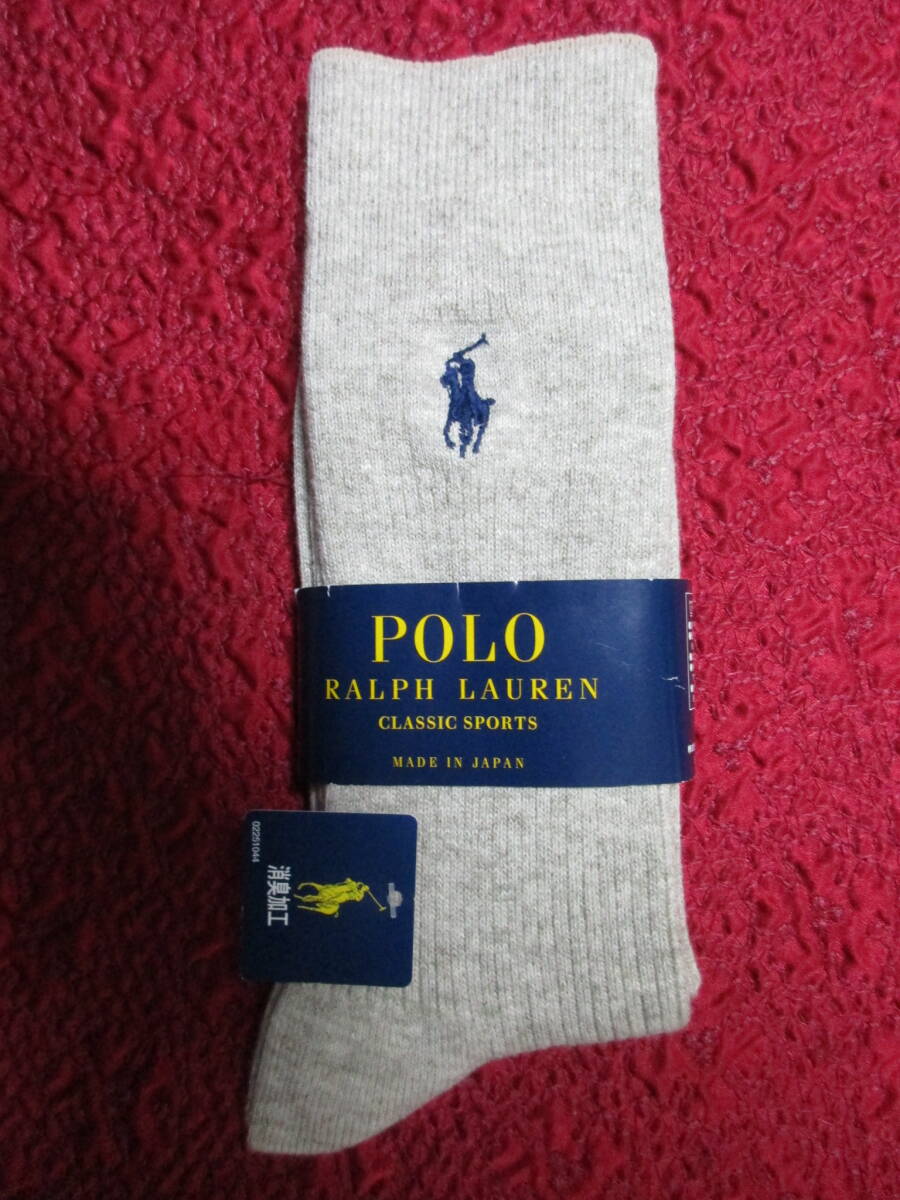 POLO
RALPH LAUREN
CLASSIC SPORTS
MADE IN JAPAN
消臭加工
02251044